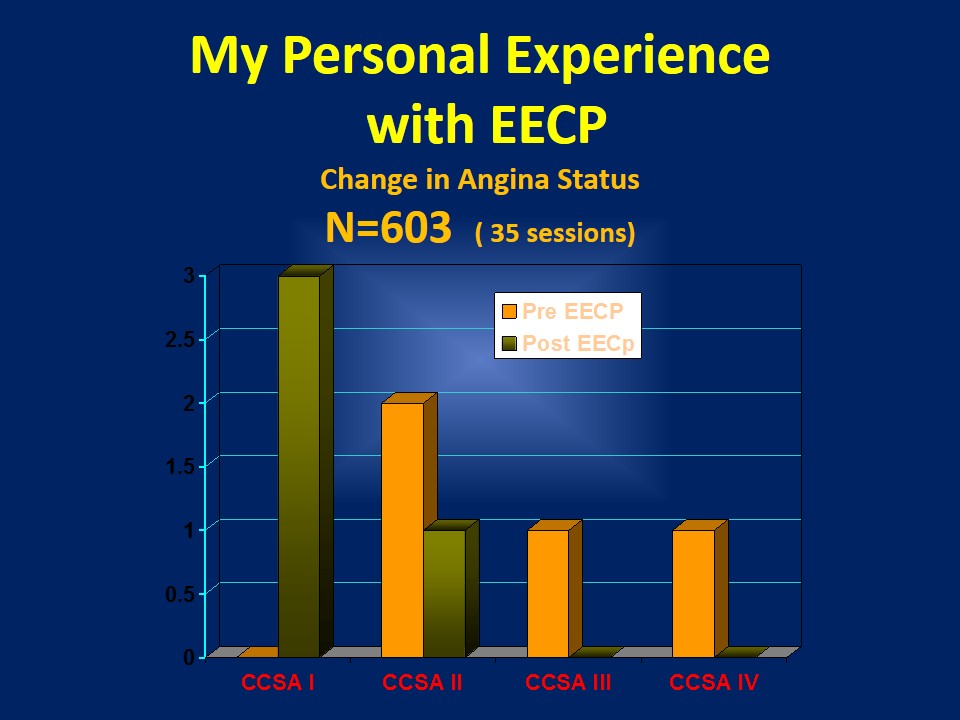 My Personal Experience
with EECP
Change in Angina Status
N=603 ( 35 sessions)
3
2.5
2
1.5
1
0.5
0
Pre EECP
Post EECp
CCSA I CCSA II CCSA III CCSA IV